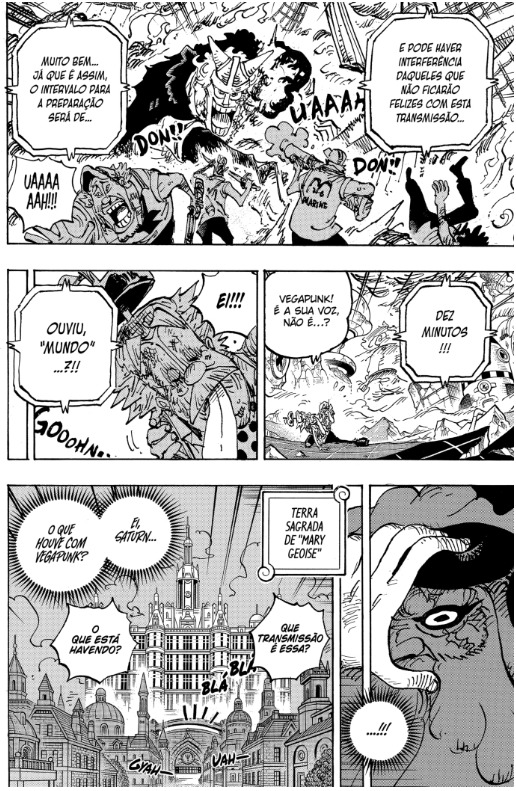 E PODE HAVER
INTERFERÊNCIA
DAQUELES QUE
NÃO FICARÃO
FELIZES COM ESTA
TRANSMISSÃO...
MUITO BEM...
JÁ QUE É ASSIM,
O INTERVALO PARA
A PREPARAÇÃO
SERÁ DE...
UAAAH
DON!!
DON!!
MARINE
UAAAA
AAH!!!
DEZ
MINUTOS
!!!
VEGAPUNK!
É A SUA VOZ,
NÃO É...?
EI!!!
OUVIU,
"MUNDO"
...?!!
GOOOHN...
...!!!
TERRA
SAGRADA
DE "MARY
GEOISE"
EI,
SATURN...
O QUE
HOUVE COM
VEGAPUNK?
QUE
TRANSMISSÃO
É ESSA?
O
QUE ESTÁ
HAVENDO?
BLÁ
BLÁ
UAH—
GYAH—